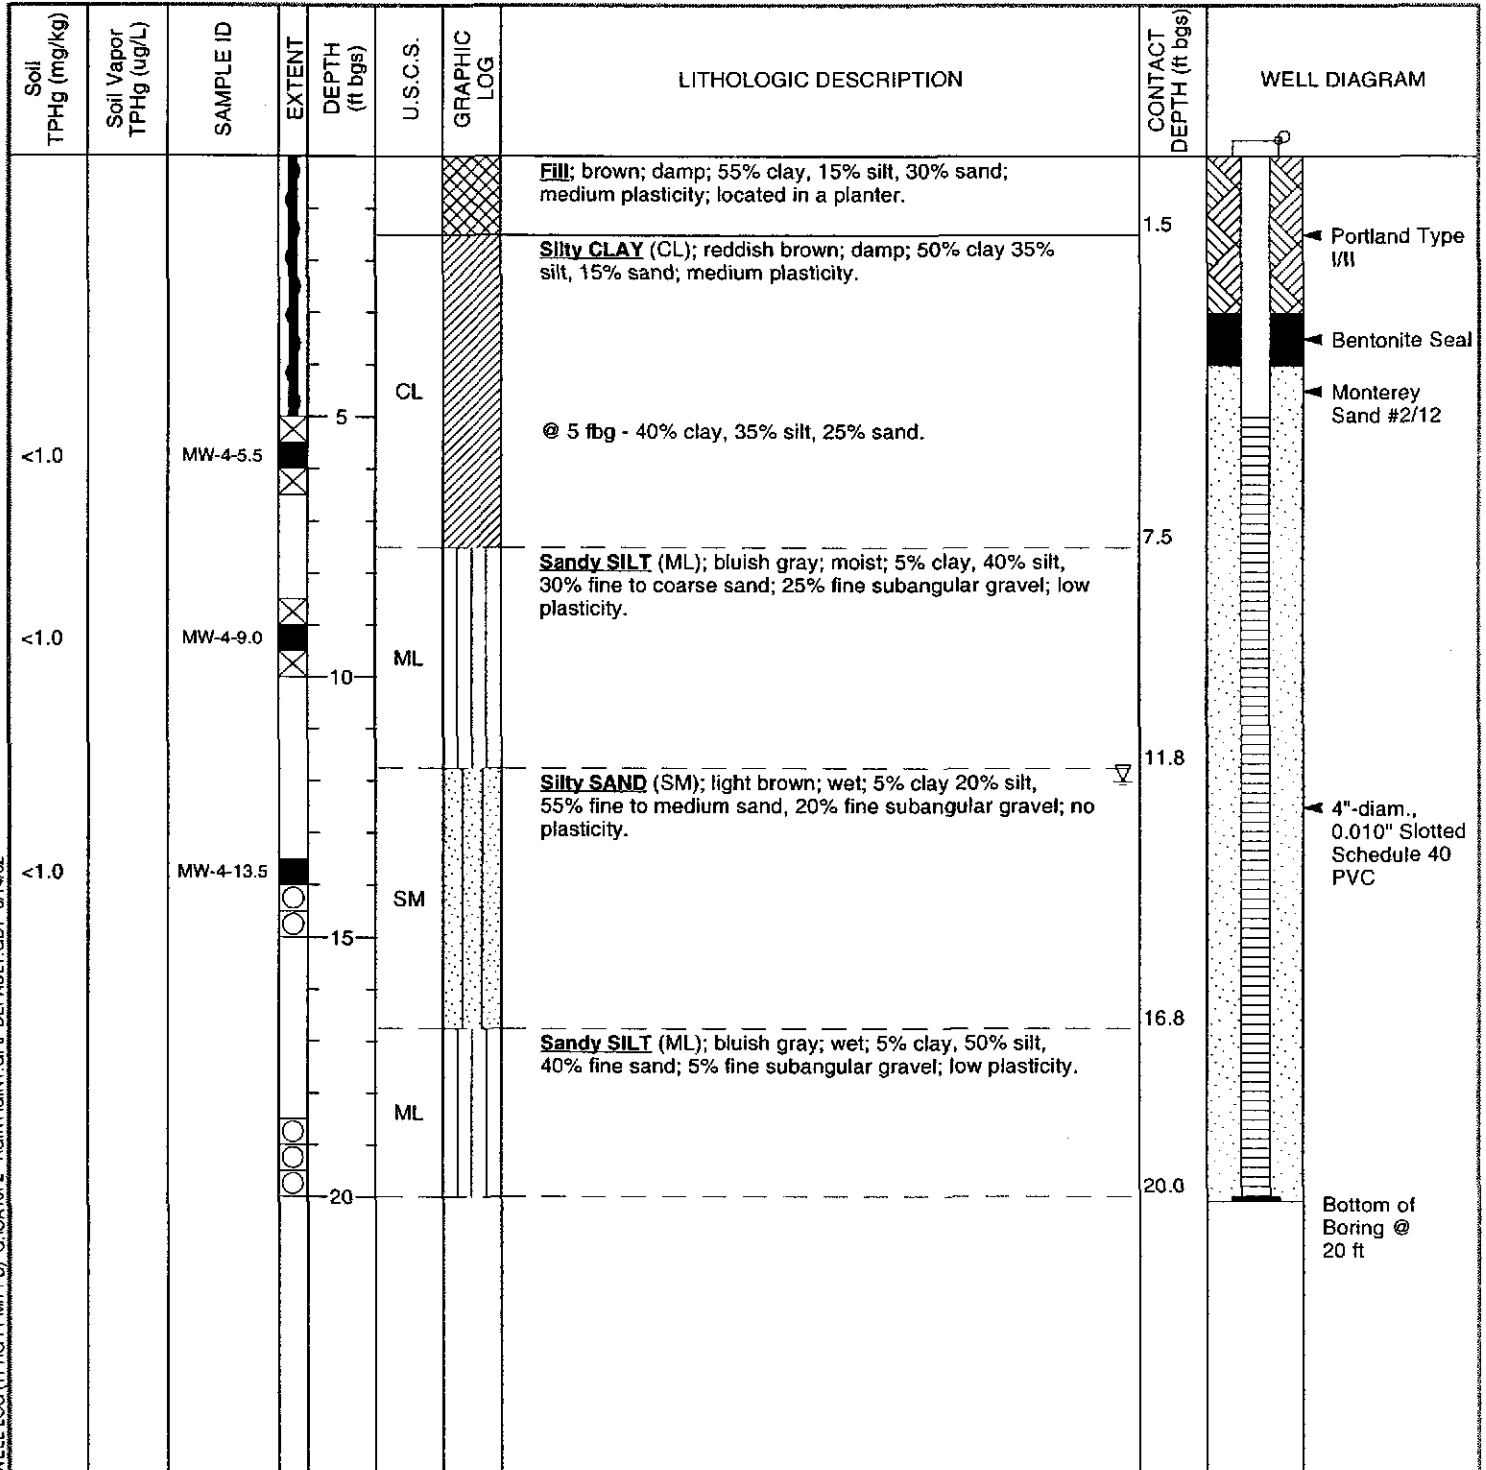 Soil
TPHg (mg/kg)
Soil Vapor
TPHg (ug/L)
SAMPLE ID
EXTENT
DEPTH
(ft bgs)
U.S.C.S.
GRAPHIC
LOG
LITHOLOGIC DESCRIPTION
CONTACT
DEPTH (ft bgs)
WELL DIAGRAM
Fill; brown; damp; 55% clay, 15% silt, 30% sand;
medium plasticity; located in a planter.
1.5
Portland Type
I/II
Silty CLAY (CL); reddish brown; damp; 50% clay 35%
silt, 15% sand; medium plasticity.
Bentonite Seal
CL
Monterey
Sand #2/12
5
@ 5 fbg - 40% clay, 35% silt, 25% sand.
<1.0
MW-4-5.5
7.5
Sandy SILT (ML); bluish gray; moist; 5% clay, 40% silt,
30% fine to coarse sand; 25% fine subangular gravel; low
plasticity.
<1.0
MW-4-9.0
ML
10
11.8
Silty SAND (SM); light brown; wet; 5% clay 20% silt,
55% fine to medium sand, 20% fine subangular gravel; no
plasticity.
4"-diam.,
0.010" Slotted
Schedule 40
PVC
<1.0
MW-4-13.5
SM
15
16.8
Sandy SILT (ML); bluish gray; wet; 5% clay, 50% silt,
40% fine sand; 5% fine subangular gravel; low plasticity.
ML
20
20.0
Bottom of
Boring @
20 ft